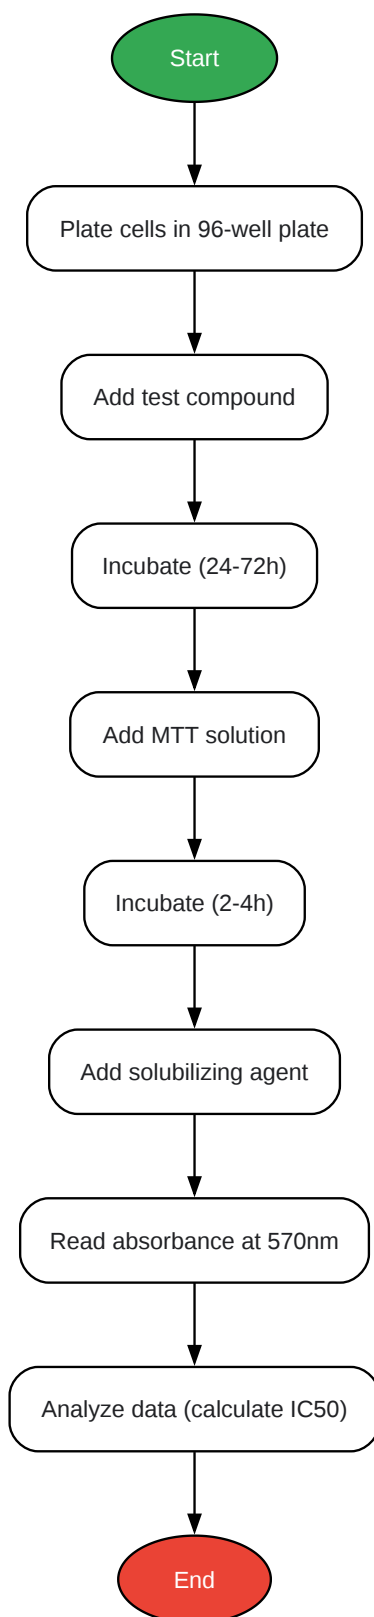 Start
Plate cells in 96-well plate
Add test compound
Incubate (24-72h)
Add MTT solution
Incubate (2-4h)
Add solubilizing agent
Read absorbance at 570nm
Analyze data (calculate IC50)
End